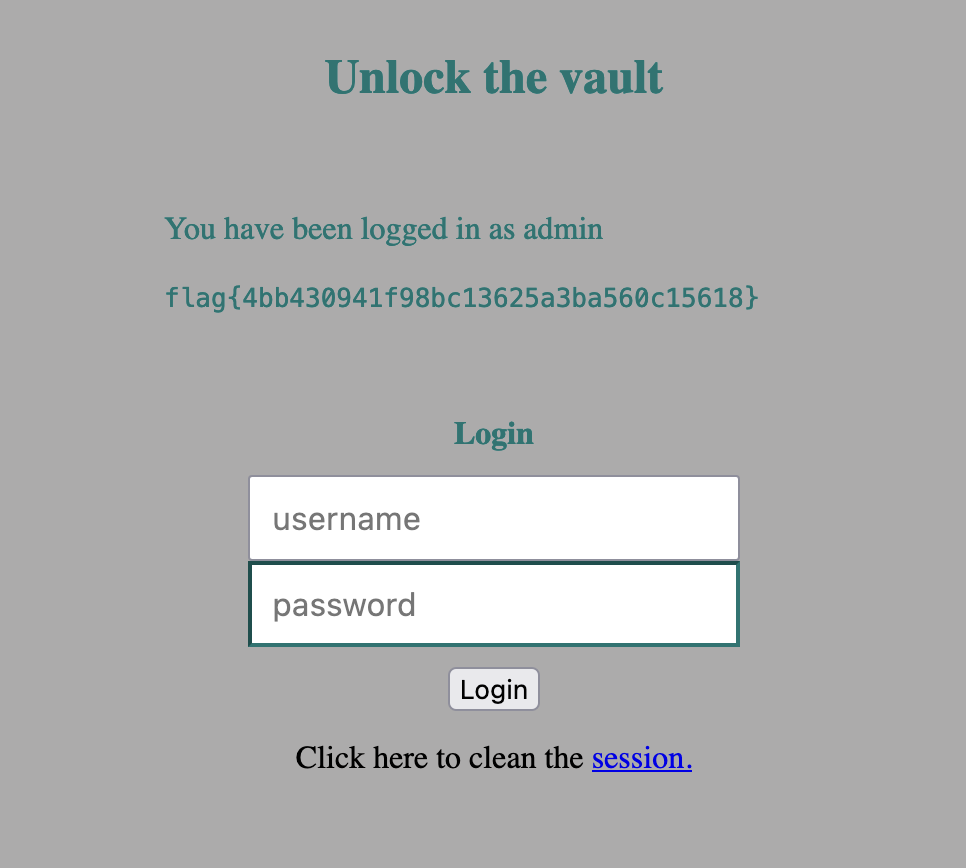 Unlock the vault
You have been logged in as admin
flag{4bb430941f98bc13625a3ba560c15618}
Login
username
password
Login
Click here to clean the session.